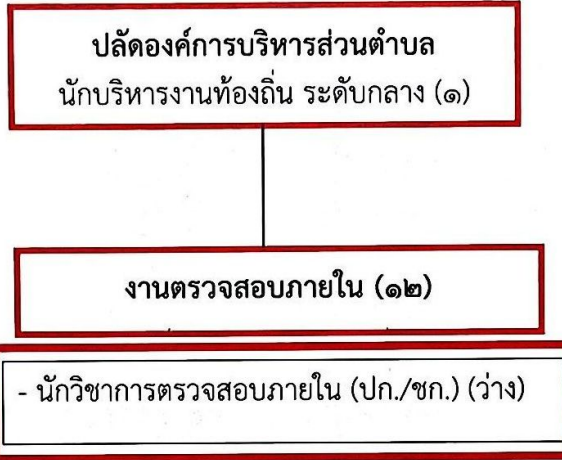 ปลัดองค์การบริหารส่วนตำบล
นักบริหารงานท้องถิ่น ระดับกลาง (๑)
งานตรวจสอบภายใน (๑๒)
- นักวิชาการตรวจสอบภายใน (ปก./ชก.) (ว่าง)